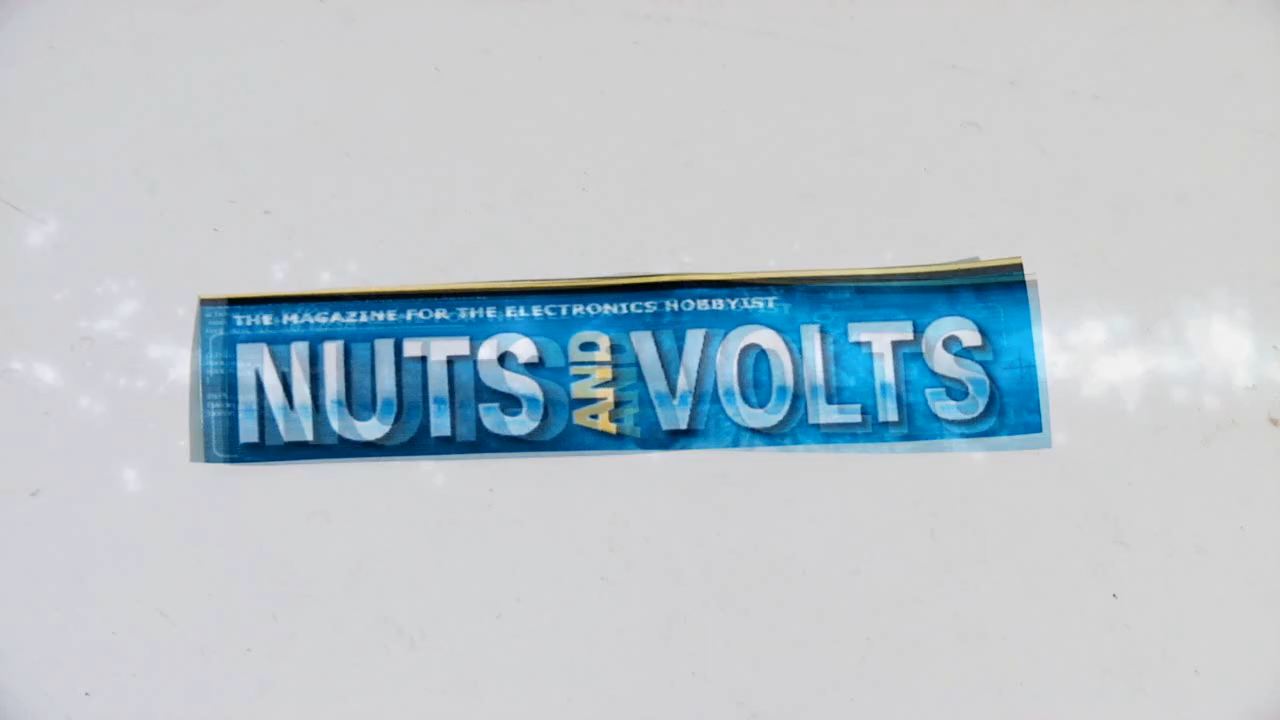 THE MAGAZINE FOR THE ELECTRONICS HOBBYIST
NUTS AND VOLTS